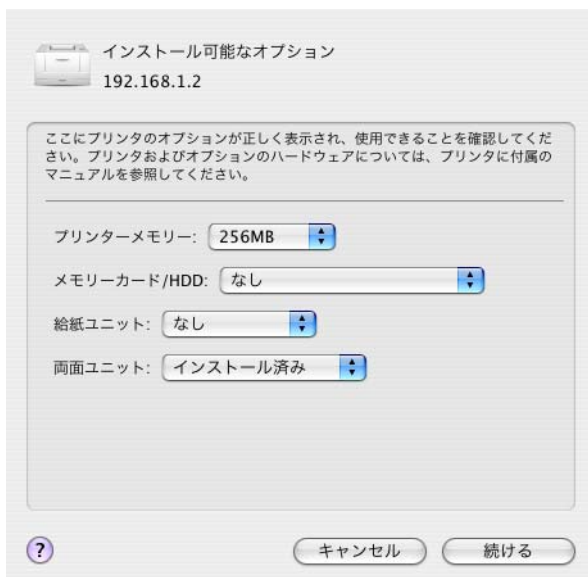 インストール可能なオプション
192.168.1.2
ここにプリンタのオプションが正しく表示され、使用できることを確認してくだ
さい。プリンタおよびオプションのハードウェアについては、プリンタに付属の
マニュアルを参照してください。
プリンターメモリー: 256MB
メモリーカード/HDD: なし
給紙ユニット: なし
両面ユニット: インストール済み
? キャンセル 続ける